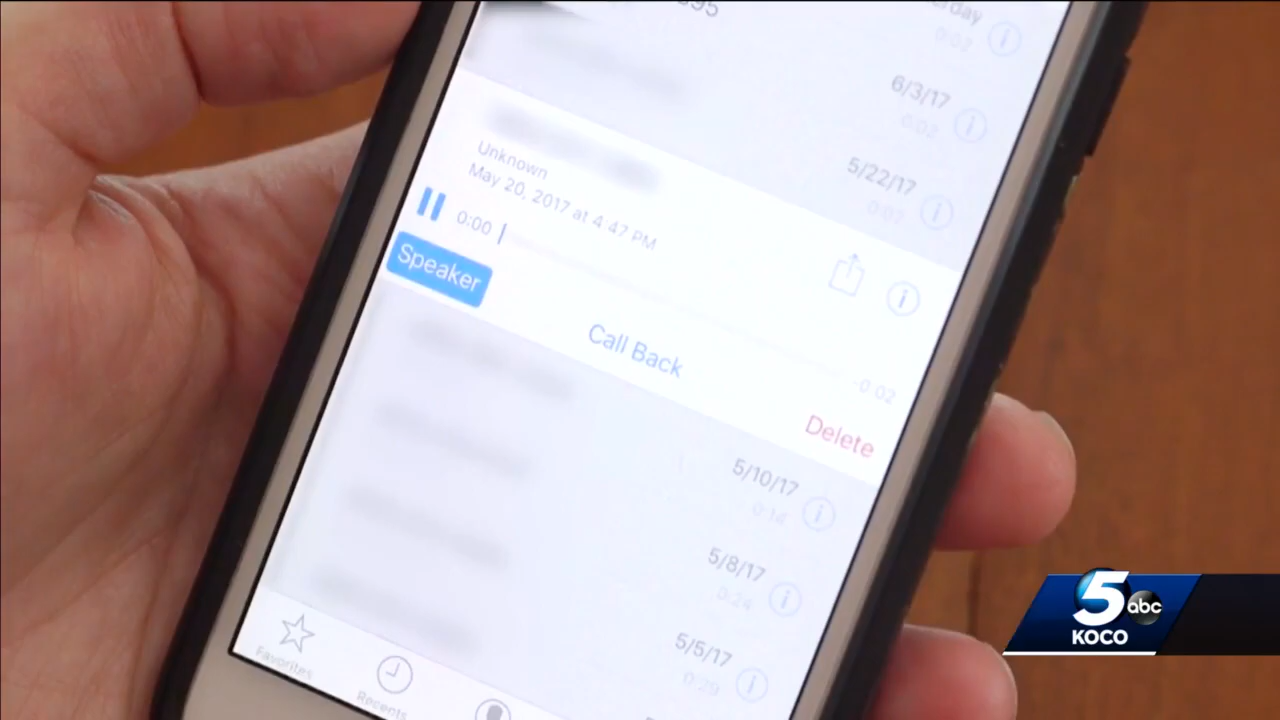 6/3/17
0:02
5/22/17
0:02
Unknown
May 20, 2017 at 4:47 PM
0:00
-0:02
Speaker
Call Back
Delete
5/10/17
0:14
5/8/17
0:24
5/5/17
0:29
Favorites
Recents
5 abc
KOCO